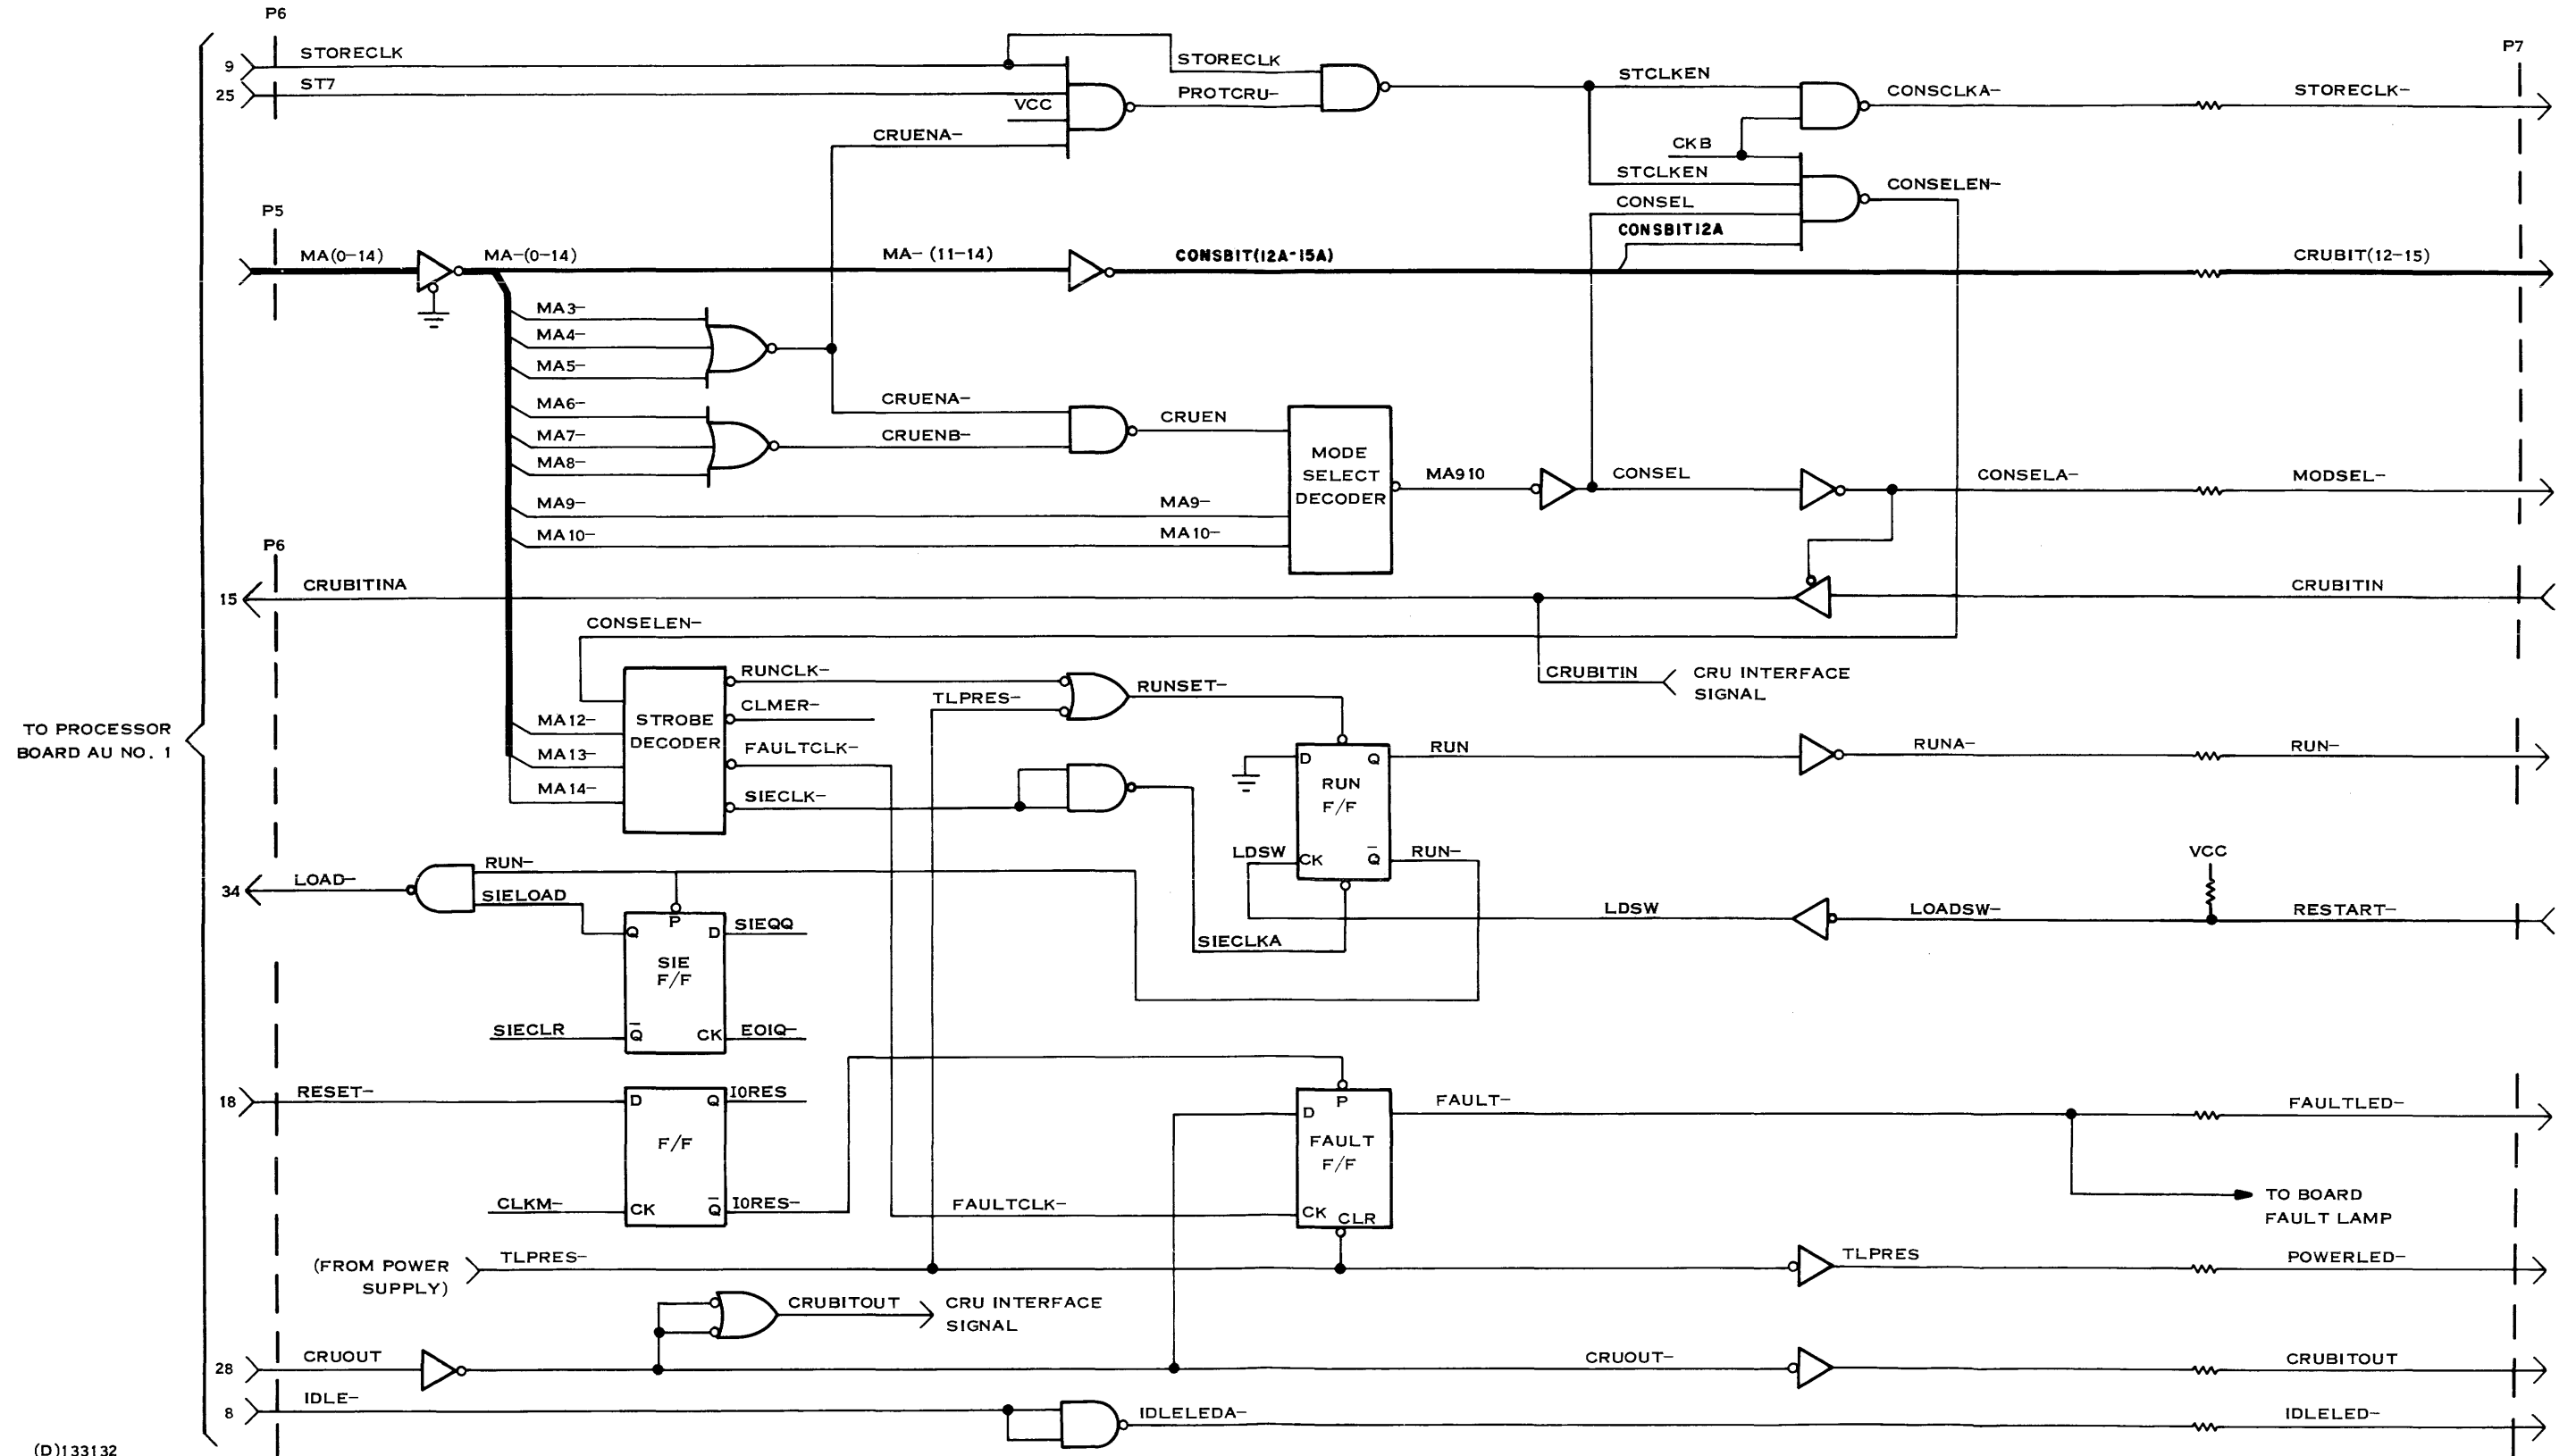 P6
P7
9
STORECLK
STORECLK
STCLKEN
CONSCLKA-
STORECLK-
25
ST7
VCC
PROTCRU-
CRUENA-
CKB
STCLKEN
CONSELEN-
CONSEL
CONSBIT12A
P5
MA(0-14)
MA-(0-14)
MA- (11-14)
CONSBIT(12A-15A)
CRUBIT(12-15)
MA3-
MA4-
MA5-
MA6-
MA7-
MA8-
CRUENA-
CRUENB-
CRUEN
MODE
SELECT
DECODER
MA910
CONSEL
CONSELA-
MODSEL-
MA9-
MA9-
MA10-
MA10-
P6
15
CRUBITINA
CRUBITIN
CONSELEN-
CRUBITIN
CRU INTERFACE
SIGNAL
TO PROCESSOR
BOARD AU NO. 1
MA12-
MA13-
MA14-
STROBE
DECODER
RUNCLK-
CLMER-
FAULTCLK-
SIECLK-
TLPRES-
RUNSET-
D
Q
RUN
F/F
CK
Q
RUN
RUNA-
RUN-
LDSW
RUN-
34
LOAD-
RUN-
SIELOAD
P
Q
D
SIEQQ
SIE
F/F
SIECLR
Q
CK
EOIQ-
SIECLKA
LDSW
LOADSW-
VCC
RESTART-
18
RESET-
D
Q
IORES
F/F
CLKM-
CK
Q
IORES-
FAULTCLK-
D
P
FAULT
F/F
CK
CLR
FAULT-
FAULTLED-
TO BOARD
FAULT LAMP
(FROM POWER
SUPPLY)
TLPRES-
TLPRES
POWERLED-
CRUBITOUT
CRU INTERFACE
SIGNAL
28
CRUOUT
CRUOUT-
CRUBITOUT
8
IDLE-
IDLELEDA-
IDLELED-
(D)133132